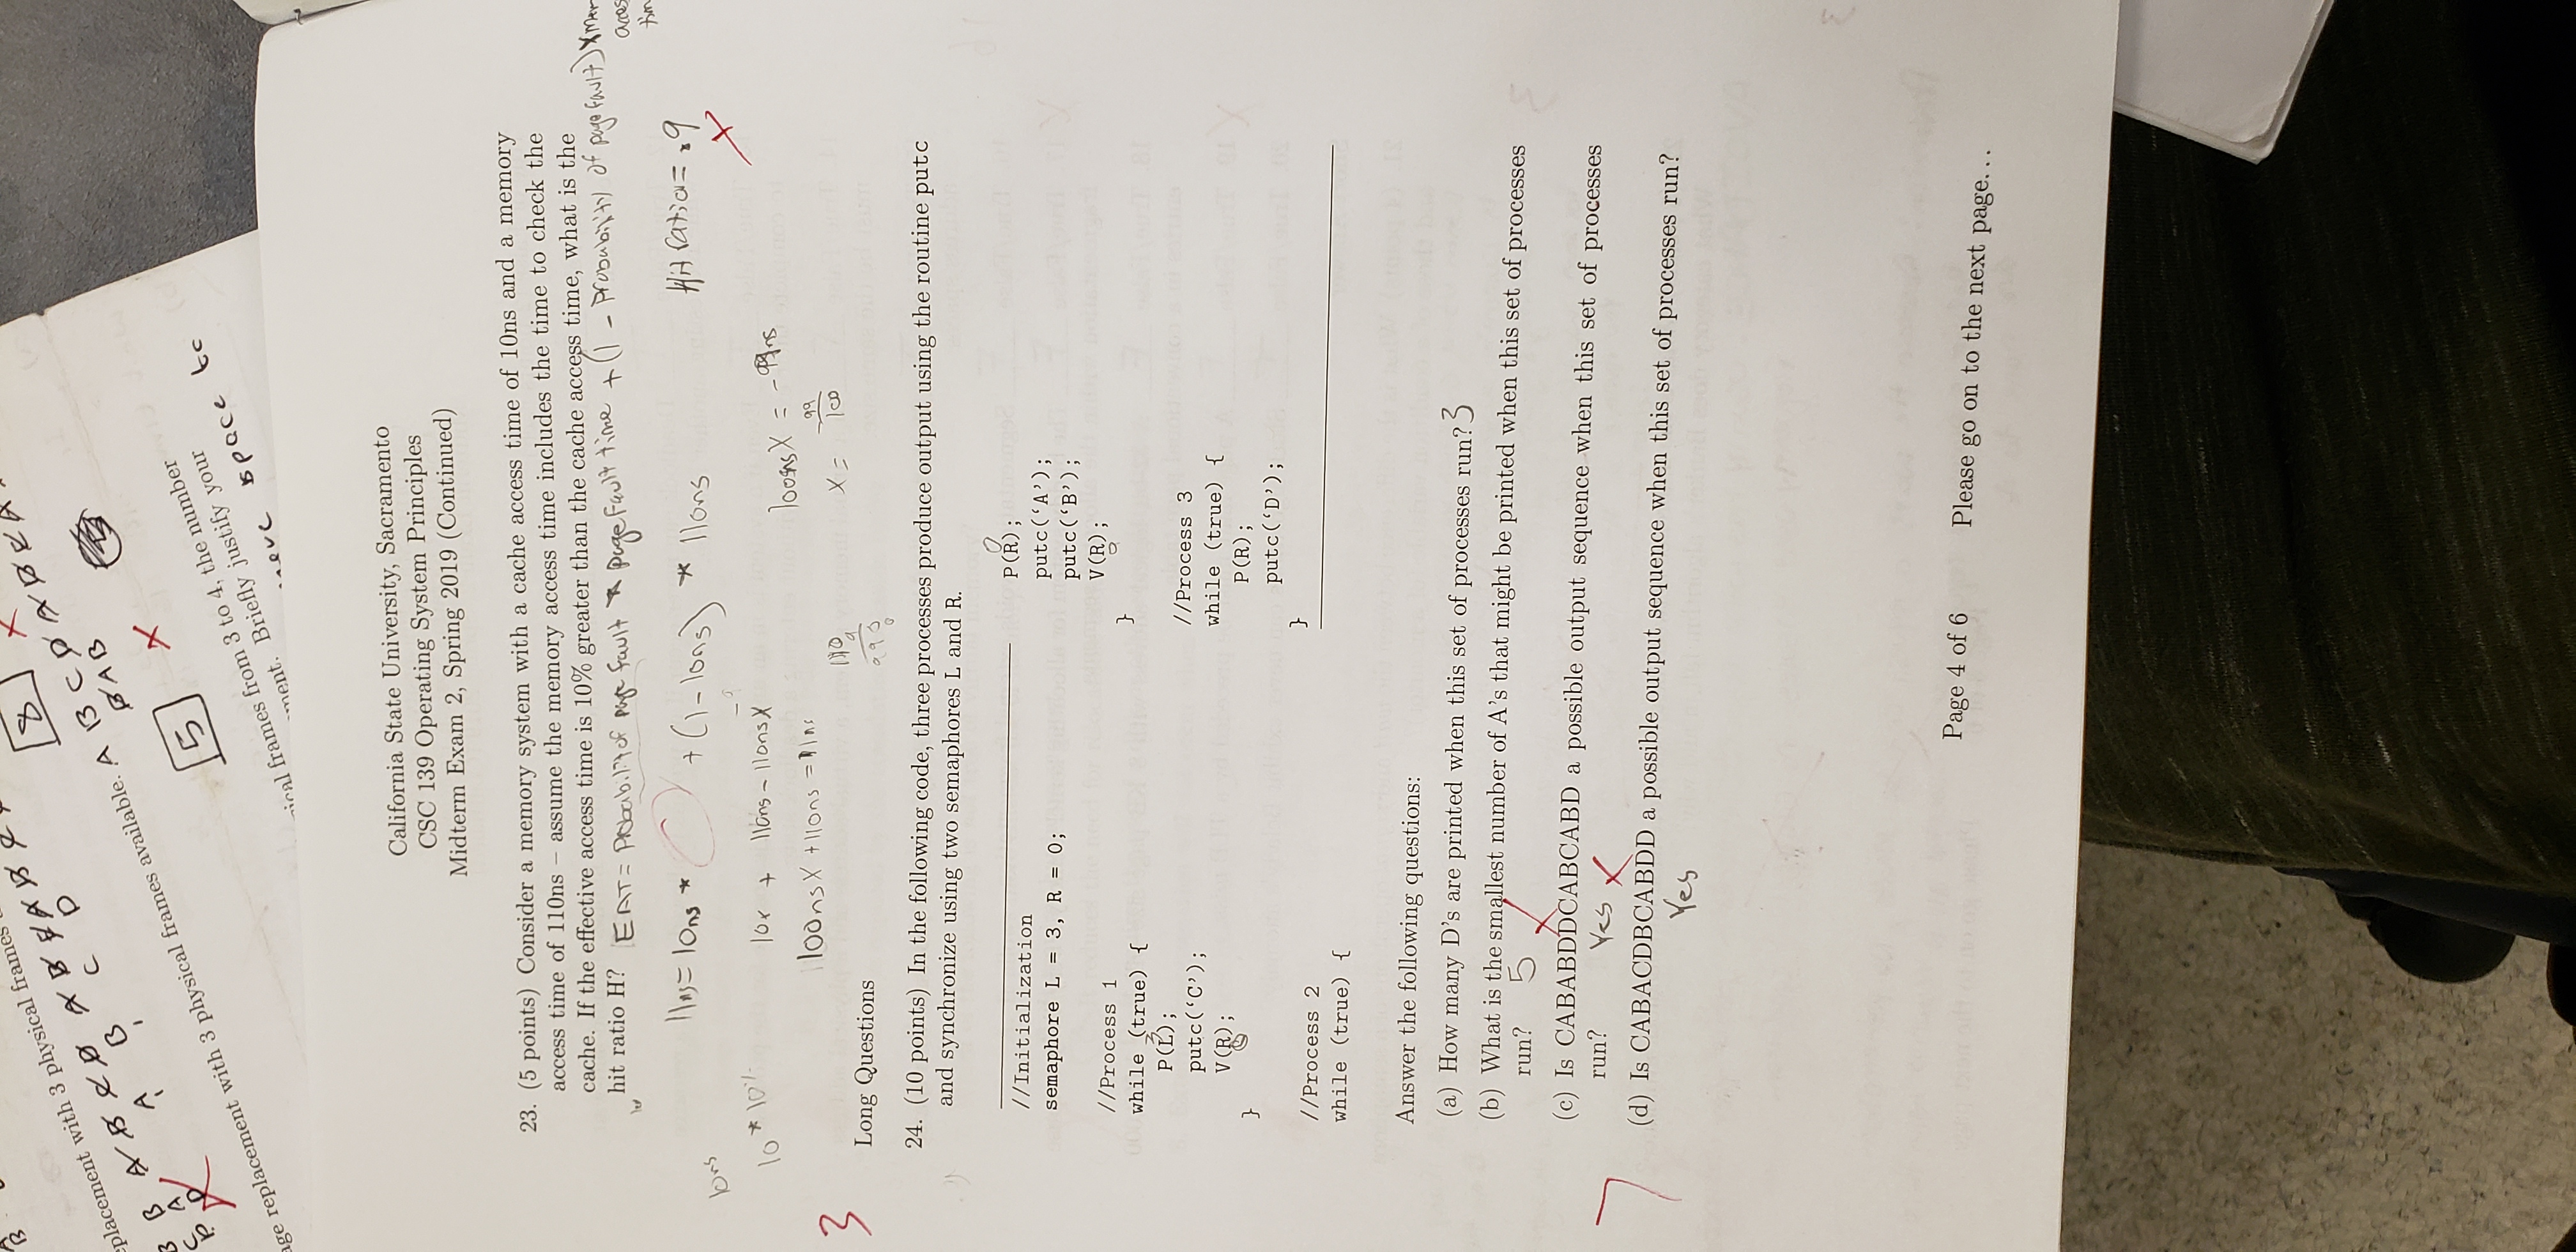 B
eplacement with 3 physical frames
8
A B C D A B C A B C
A B C D
B B A B C D A B C D A B C D A
C A
D D
D A B
age replacement with 3 physical frames available.
5
ical frames from 3 to 4, the number
ment. Briefly justify your
space to
California State University, Sacramento
CSC 139 Operating System Principles
Midterm Exam 2, Spring 2019 (Continued)
23. (5 points) Consider a memory system with a cache access time of 10ns and a memory
access time of 110ns – assume the memory access time includes the time to check the
cache. If the effective access time is 10% greater than the cache access time, what is the
hit ratio H?
EAT = Probability of page fault * page fault time + (1 - Probability of page fault) X mem
11ns = 10ns * + (1-10ns) * 110ns
Hit ratio = .9
10ns
10 * 10%
10x + 110ns - 110nsX
100nsX = -99ns
100nsX + 110ns = 11ns
X = 99
100
3
Long Questions
24. (10 points) In the following code, three processes produce output using the routine putc
and synchronize using two semaphores L and R.
//Initialization
semaphore L = 3, R = 0;
//Process 1
while (true) {
3
P(L);
putc(‘C’);
V(R);
}
//Process 2
while (true) {
0
P(R);
putc(‘A’);
putc(‘B’);
V(R);
0
}
//Process 3
while (true) {
P(R);
putc(‘D’);
}
Answer the following questions:
(a) How many D’s are printed when this set of processes run? 3
(b) What is the smallest number of A’s that might be printed when this set of processes
run? 5
(c) Is CABABDDCABCABD a possible output sequence when this set of processes
run? Yes
(d) Is CABACDBCABDD a possible output sequence when this set of processes run?
Yes
7
Page 4 of 6 Please go on to the next page...